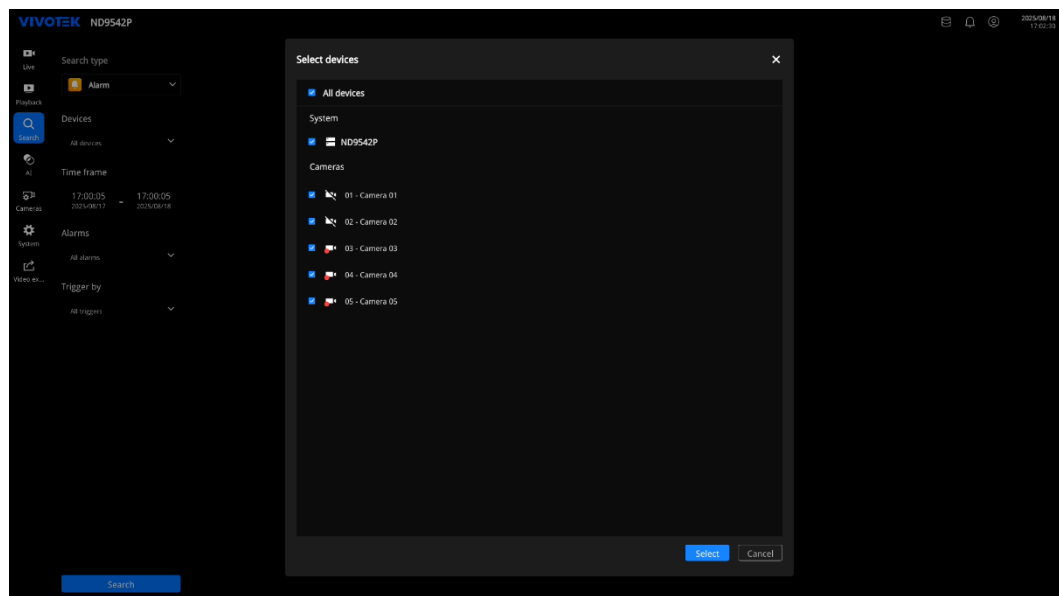 VIVOTEK ND9542P
2025/08/18
17:02:30
Live
Playback
Search
AI
Cameras
System
Video ex...
Search type
Alarm
Devices
All devices
Time frame
17:00:05 – 17:00:05
2025/08/17 2025/08/18
Alarms
All alarms
Trigger by
All triggers
Search
Select devices
All devices
System
ND9542P
Cameras
01 - Camera 01
02 - Camera 02
03 - Camera 03
04 - Camera 04
05 - Camera 05
Select Cancel